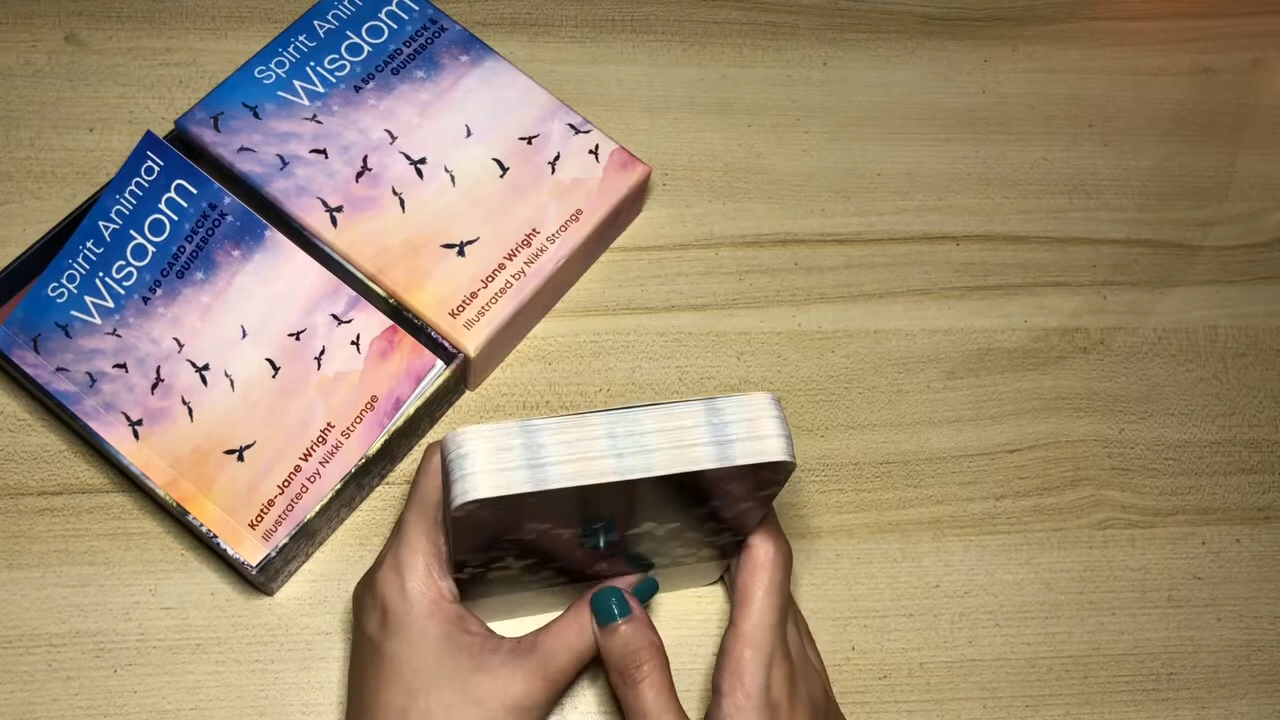 Spirit Anim
Wisdom
A 50 CARD DECK &
GUIDEBOOK
Katie-Jane Wright
Illustrated by Nikki Strange
Spirit Animal
Wisdom
A 50 CARD DECK &
GUIDEBOOK
Katie-Jane Wright
Illustrated by Nikki Strange